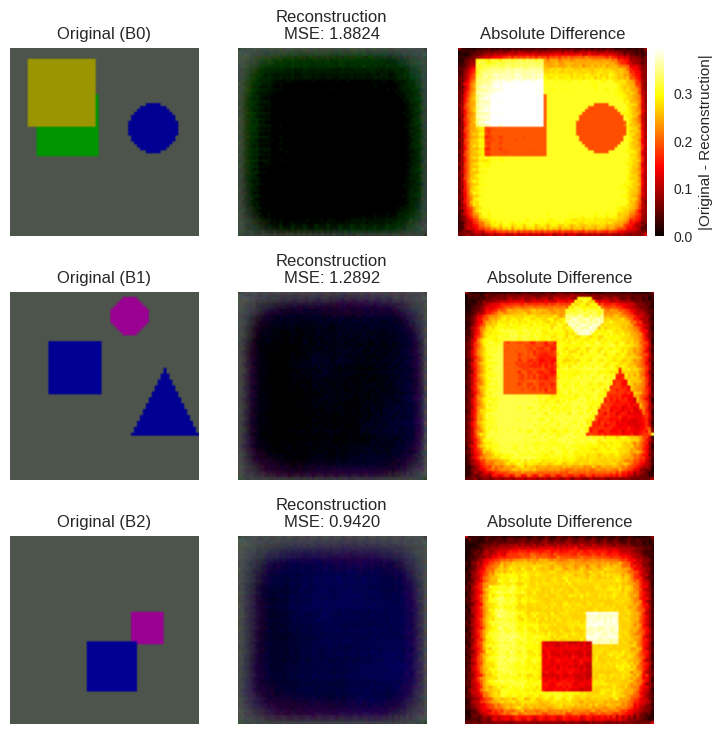 Original (B0)
Reconstruction
MSE: 1.8824
Absolute Difference
0.3
0.2
0.1
0.0
|Original - Reconstruction|
Original (B1)
Reconstruction
MSE: 1.2892
Absolute Difference
Original (B2)
Reconstruction
MSE: 0.9420
Absolute Difference